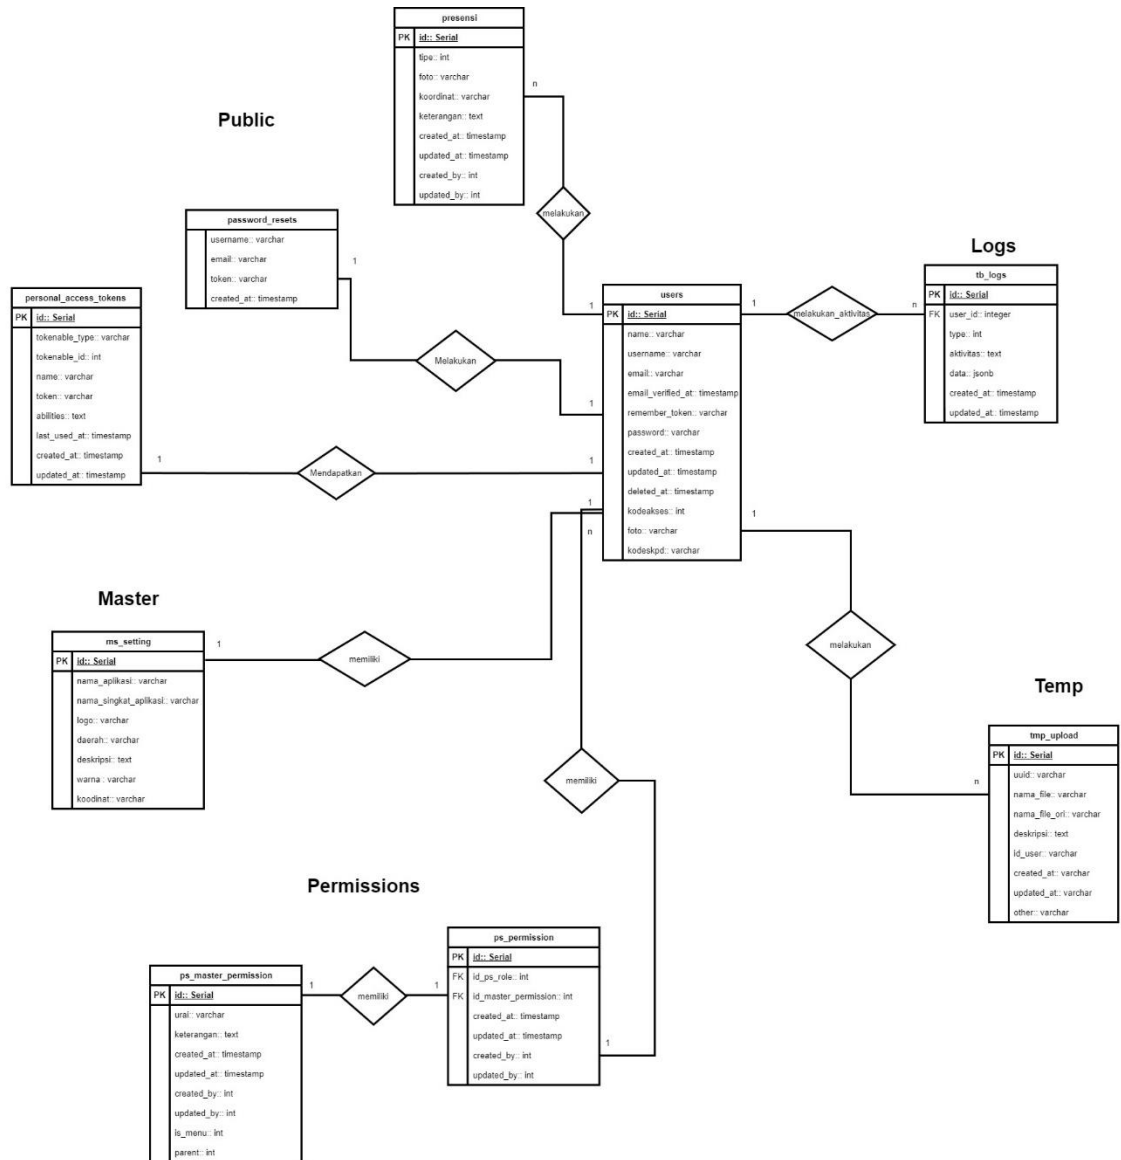 presensi
PK id:: Serial
tipe:: int
foto:: varchar
koordinat:: varchar
keterangan:: text
created_at:: timestamp
updated_at:: timestamp
created_by:: int
updated_by:: int
n
Public
melakukan
password_resets
username:: varchar
email:: varchar
token:: varchar
created_at:: timestamp
1
Logs
tb_logs
PK id:: Serial
FK user_id:: integer
type:: int
aktivitas:: text
data:: jsonb
created_at:: timestamp
updated_at:: timestamp
n
melakukan_aktivitas
1
1
users
PK id:: Serial
name:: varchar
username:: varchar
email:: varchar
email_verified_at:: timestamp
remember_token:: varchar
password:: varchar
created_at:: timestamp
updated_at:: timestamp
deleted_at:: timestamp
kodeakses:: int
foto:: varchar
kodeskpd:: varchar
personal_access_tokens
PK id:: Serial
tokenable_type:: varchar
tokenable_id:: int
name:: varchar
token:: varchar
abilities:: text
last_used_at:: timestamp
created_at:: timestamp
updated_at:: timestamp
Melakukan
1
1
Mendapatkan
1
1
n
1
Master
ms_setting
PK id:: Serial
nama_aplikasi:: varchar
nama_singkat_aplikasi:: varchar
logo:: varchar
daerah:: varchar
deskripsi:: text
warna:: varchar
koodinat:: varchar
1
memiliki
melakukan
Temp
tmp_upload
PK id:: Serial
uuid:: varchar
nama_file:: varchar
nama_file_ori:: varchar
deskripsi:: text
id_user:: varchar
created_at:: varchar
updated_at:: varchar
other:: varchar
n
memiliki
Permissions
ps_permission
PK id:: Serial
FK id_ps_role:: int
FK id_master_permission:: int
created_at:: timestamp
updated_at:: timestamp
created_by:: int
updated_by:: int
1
ps_master_permission
PK id:: Serial
urai:: varchar
keterangan:: text
created_at:: timestamp
updated_at:: timestamp
created_by:: int
updated_by:: int
is_menu:: int
parent:: int
1
memiliki
1